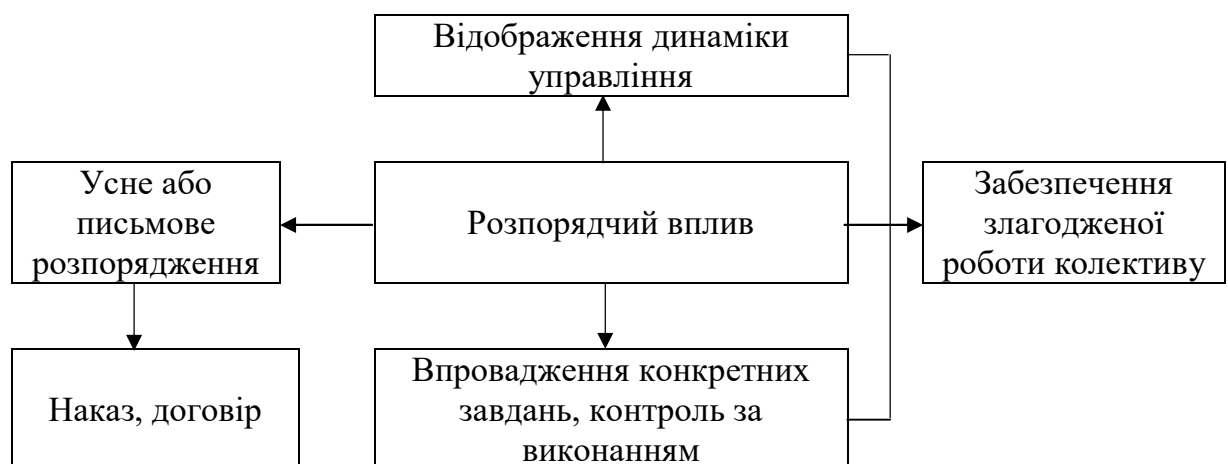 Відображення динаміки
управління
Усне або
письмове
розпорядження
Розпорядчий вплив
Забезпечення
злагодженої
роботи колективу
Наказ, договір
Впровадження конкретних
завдань, контроль за
виконанням